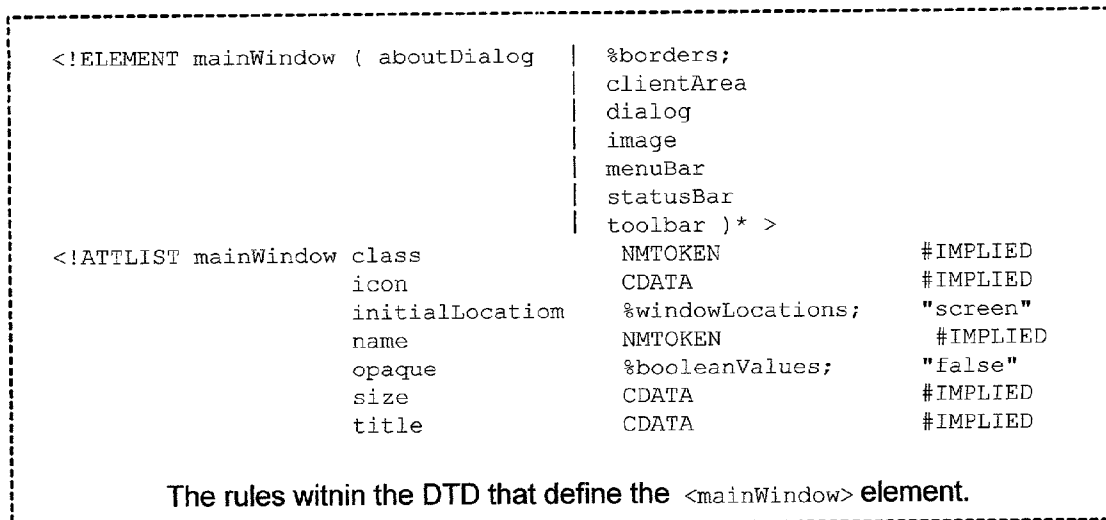 <!ELEMENT mainWindow ( aboutDialog | %borders;
| clientArea
| dialog
| image
| menuBar
| statusBar
| toolbar )* >
<!ATTLIST mainWindow class NMTOKEN #IMPLIED
icon CDATA #IMPLIED
initialLocatiom %windowLocations; "screen"
name NMTOKEN #IMPLIED
opaque %booleanValues; "false"
size CDATA #IMPLIED
title CDATA #IMPLIED
The rules witnin the DTD that define the <mainWindow> element.